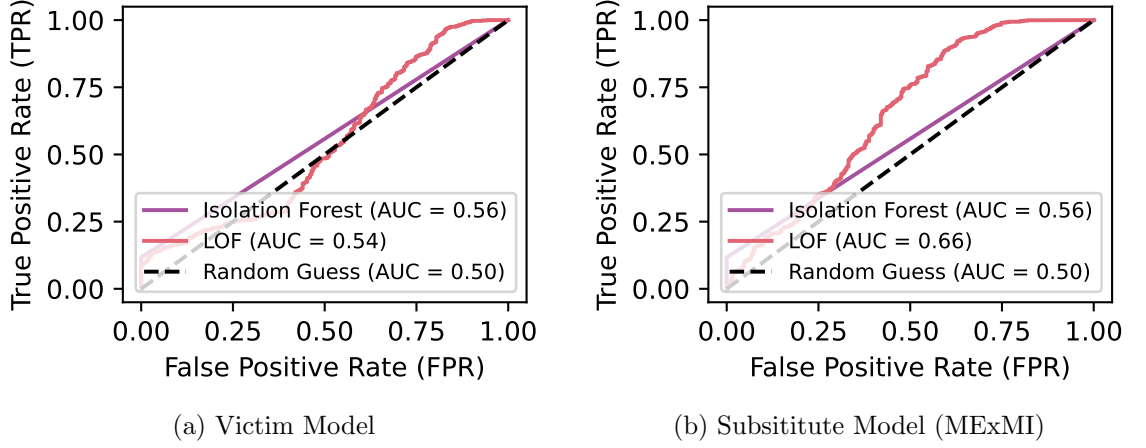 True Positive Rate (TPR)
1.00
0.75
0.50
0.25
0.00
Isolation Forest (AUC = 0.56)
LOF (AUC = 0.54)
Random Guess (AUC = 0.50)
0.00 0.25 0.50 0.75 1.00
False Positive Rate (FPR)
(a) Victim Model
True Positive Rate (TPR)
1.00
0.75
0.50
0.25
0.00
Isolation Forest (AUC = 0.56)
LOF (AUC = 0.66)
Random Guess (AUC = 0.50)
0.00 0.25 0.50 0.75 1.00
False Positive Rate (FPR)
(b) Subsititute Model (MExMI)